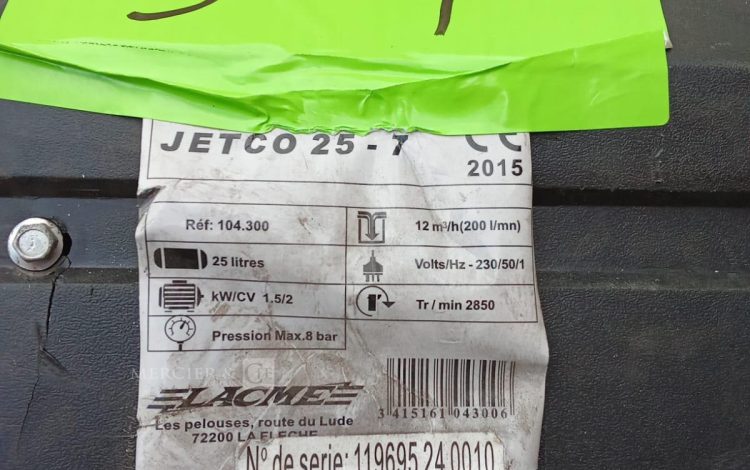 JETCO 25 - 7
CE
2015
Réf: 104.300
12 m³/h(200 l/mn)
25 litres
Volts/Hz - 230/50/1
kW/CV 1.5/2
Tr/min 2850
Pression Max.8 bar
MERCIER & CIE
LACME
3 415161 043006
Les pelouses, route du Lude
72200 LA FLECHE
N° de serie: 119695 24 0010